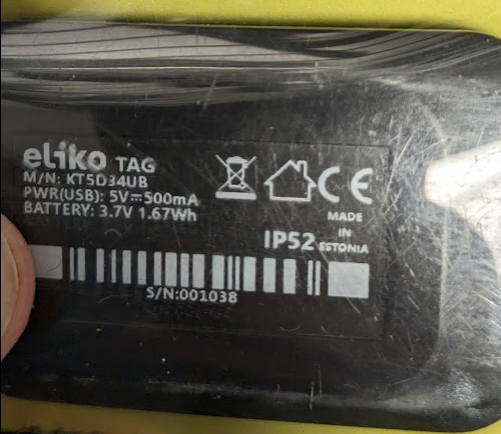 eliko TAG
M/N: KT5D34UB
PWR(USB): 5V⎓500mA
BATTERY: 3.7V 1.67Wh
CE
MADE
IN
IP52 ESTONIA
S/N:001038